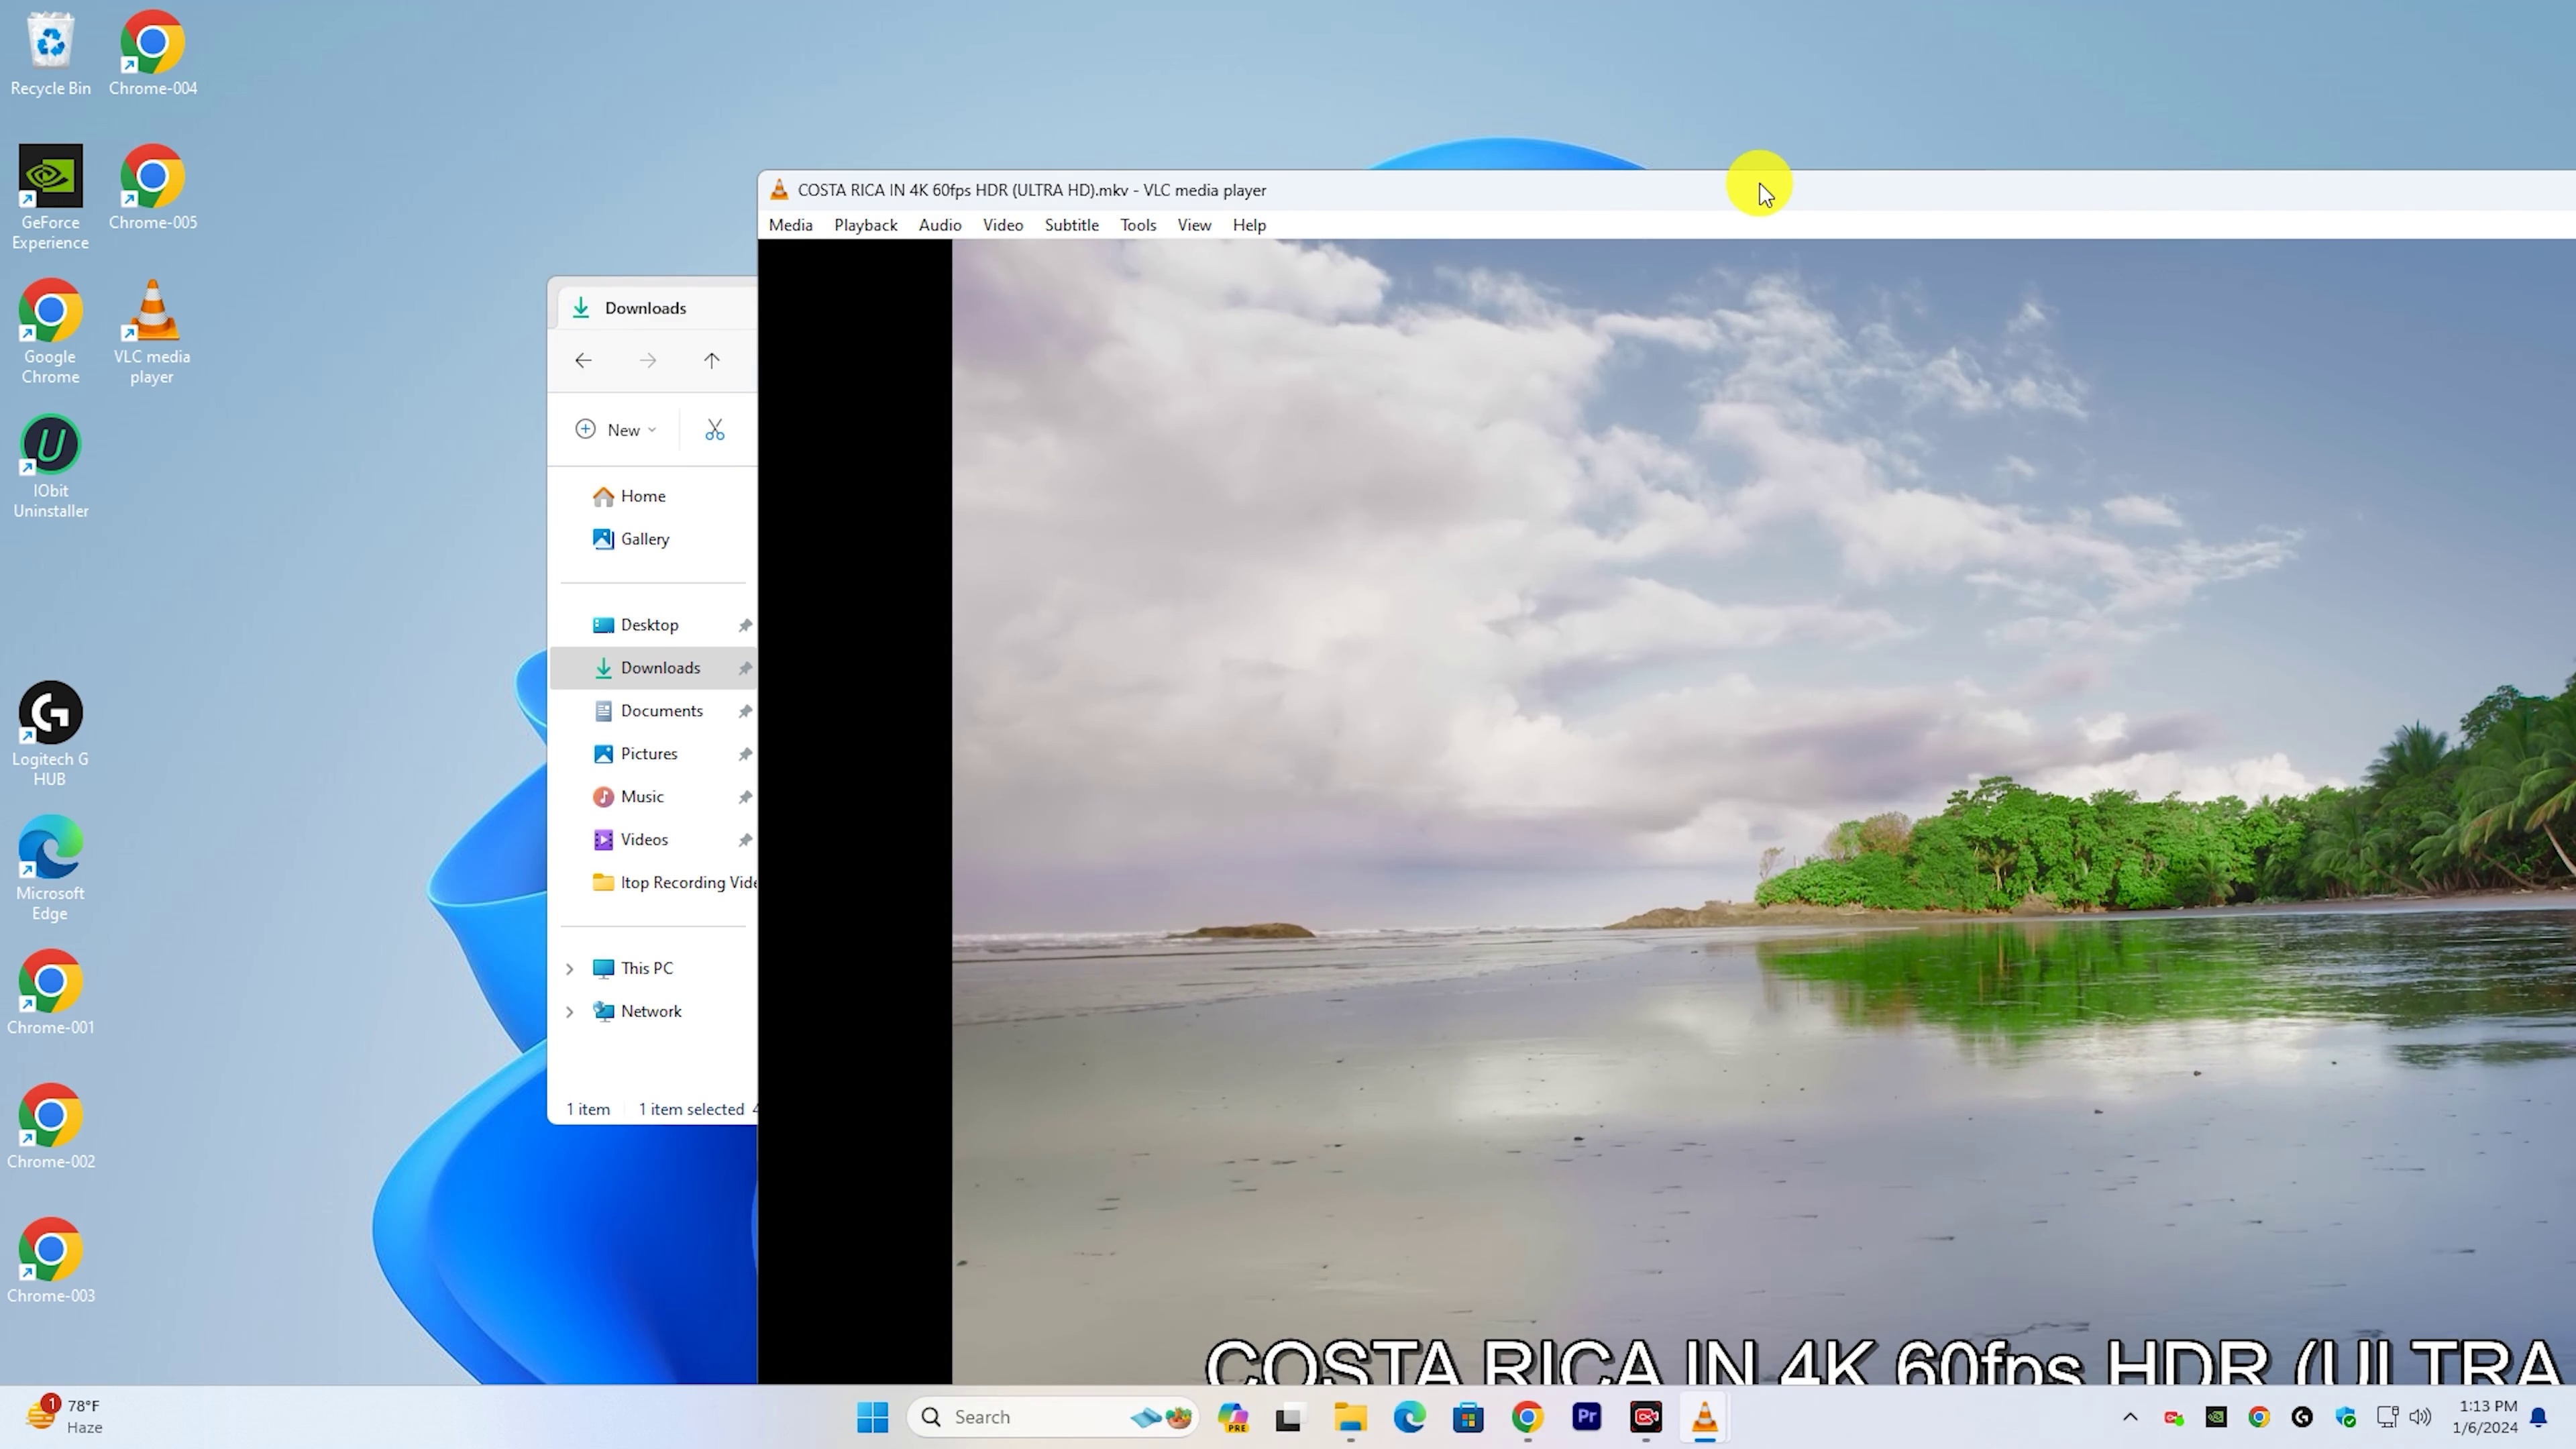 Recycle Bin
Chrome-004
GeForce
Experience
Chrome-005
Google
Chrome
VLC media
player
IObit
Uninstaller
Logitech G
HUB
Microsoft
Edge
Chrome-001
Chrome-002
Chrome-003
Downloads
New
Home
Gallery
Desktop
Downloads
Documents
Pictures
Music
Videos
Itop Recording Vide
This PC
Network
1 item 1 item selected 4
COSTA RICA IN 4K 60fps HDR (ULTRA HD).mkv - VLC media player
Media Playback Audio Video Subtitle Tools View Help
COSTA RICA IN 4K 60fps HDR (ULTRA
1
78°F
Haze
Search
PRE
Pr
1:13 PM
1/6/2024